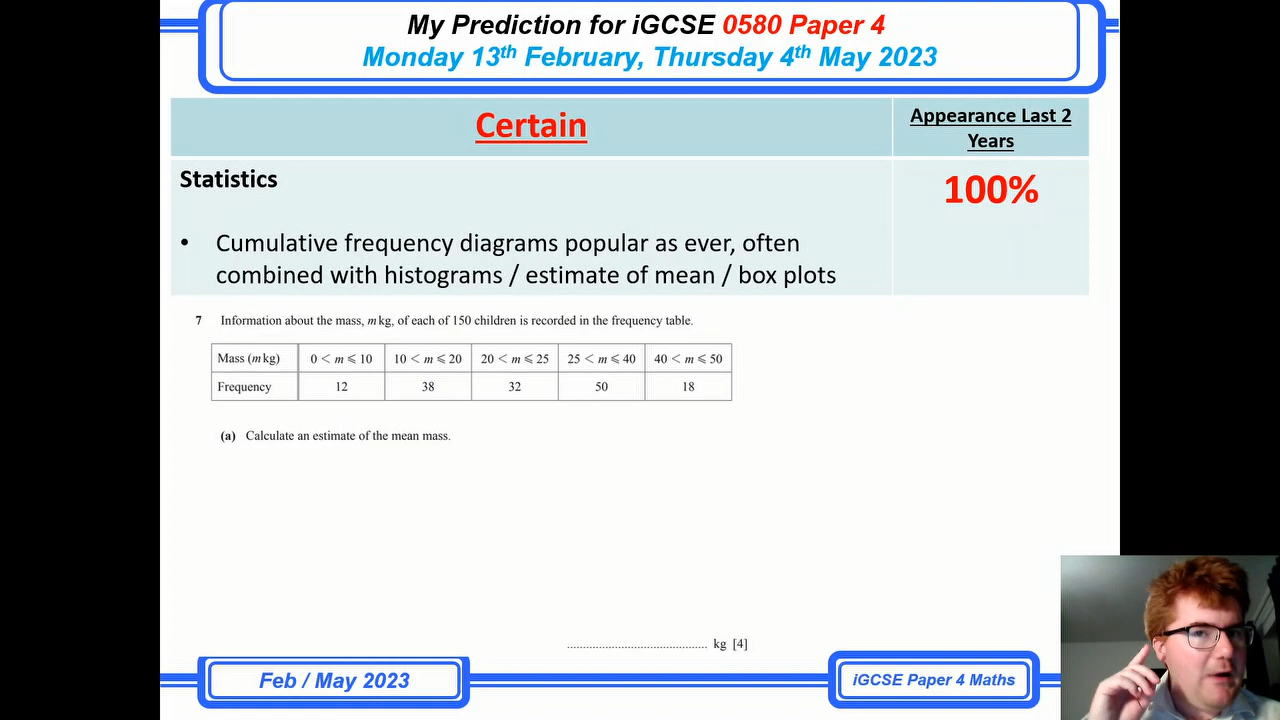 My Prediction for iGCSE 0580 Paper 4
Monday 13th February, Thursday 4th May 2023
Certain
Appearance Last 2
Years
Statistics
100%
• Cumulative frequency diagrams popular as ever, often
combined with histograms / estimate of mean / box plots
7 Information about the mass, m kg, of each of 150 children is recorded in the frequency table.
Mass (m kg) 0 < m ⩽ 10 10 < m ⩽ 20 20 < m ⩽ 25 25 < m ⩽ 40 40 < m ⩽ 50
Frequency 12 38 32 50 18
(a) Calculate an estimate of the mean mass.
.......................................... kg [4]
Feb / May 2023
iGCSE Paper 4 Maths